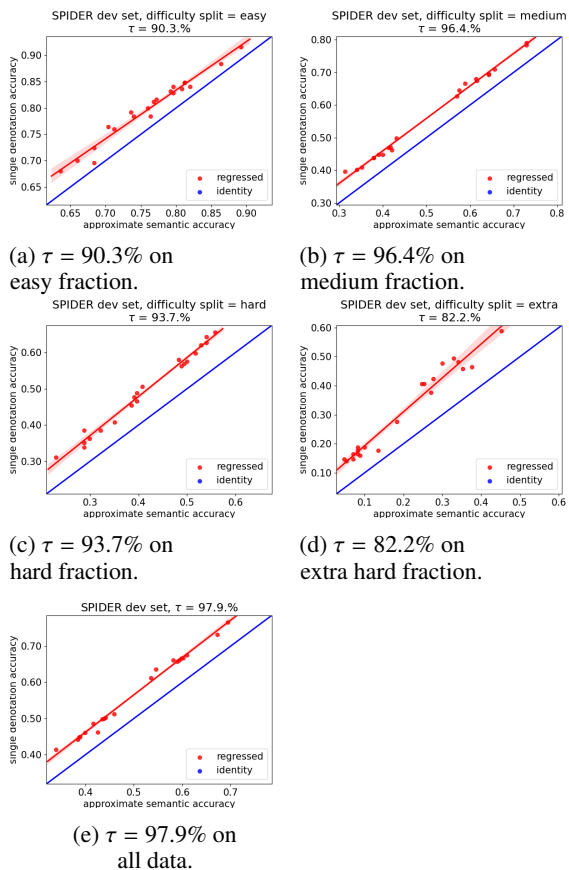 SPIDER dev set, difficulty split = easy
τ = 90.3.%
single denotation accuracy
0.90
0.85
0.80
0.75
0.70
0.65
regressed
identity
0.65 0.70 0.75 0.80 0.85 0.90
approximate semantic accuracy
(a) τ = 90.3% on
easy fraction.
SPIDER dev set, difficulty split = medium
τ = 96.4.%
single denotation accuracy
0.80
0.70
0.60
0.50
0.40
0.30
regressed
identity
0.3 0.4 0.5 0.6 0.7 0.8
approximate semantic accuracy
(b) τ = 96.4% on
medium fraction.
SPIDER dev set, difficulty split = hard
τ = 93.7.%
single denotation accuracy
0.60
0.50
0.40
0.30
regressed
identity
0.3 0.4 0.5 0.6
approximate semantic accuracy
(c) τ = 93.7% on
hard fraction.
SPIDER dev set, difficulty split = extra
τ = 82.2.%
single denotation accuracy
0.60
0.50
0.40
0.30
0.20
0.10
regressed
identity
0.1 0.2 0.3 0.4 0.5 0.6
approximate semantic accuracy
(d) τ = 82.2% on
extra hard fraction.
SPIDER dev set, τ = 97.9.%
single denotation accuracy
0.70
0.60
0.50
0.40
regressed
identity
0.4 0.5 0.6 0.7
approximate semantic accuracy
(e) τ = 97.9% on
all data.